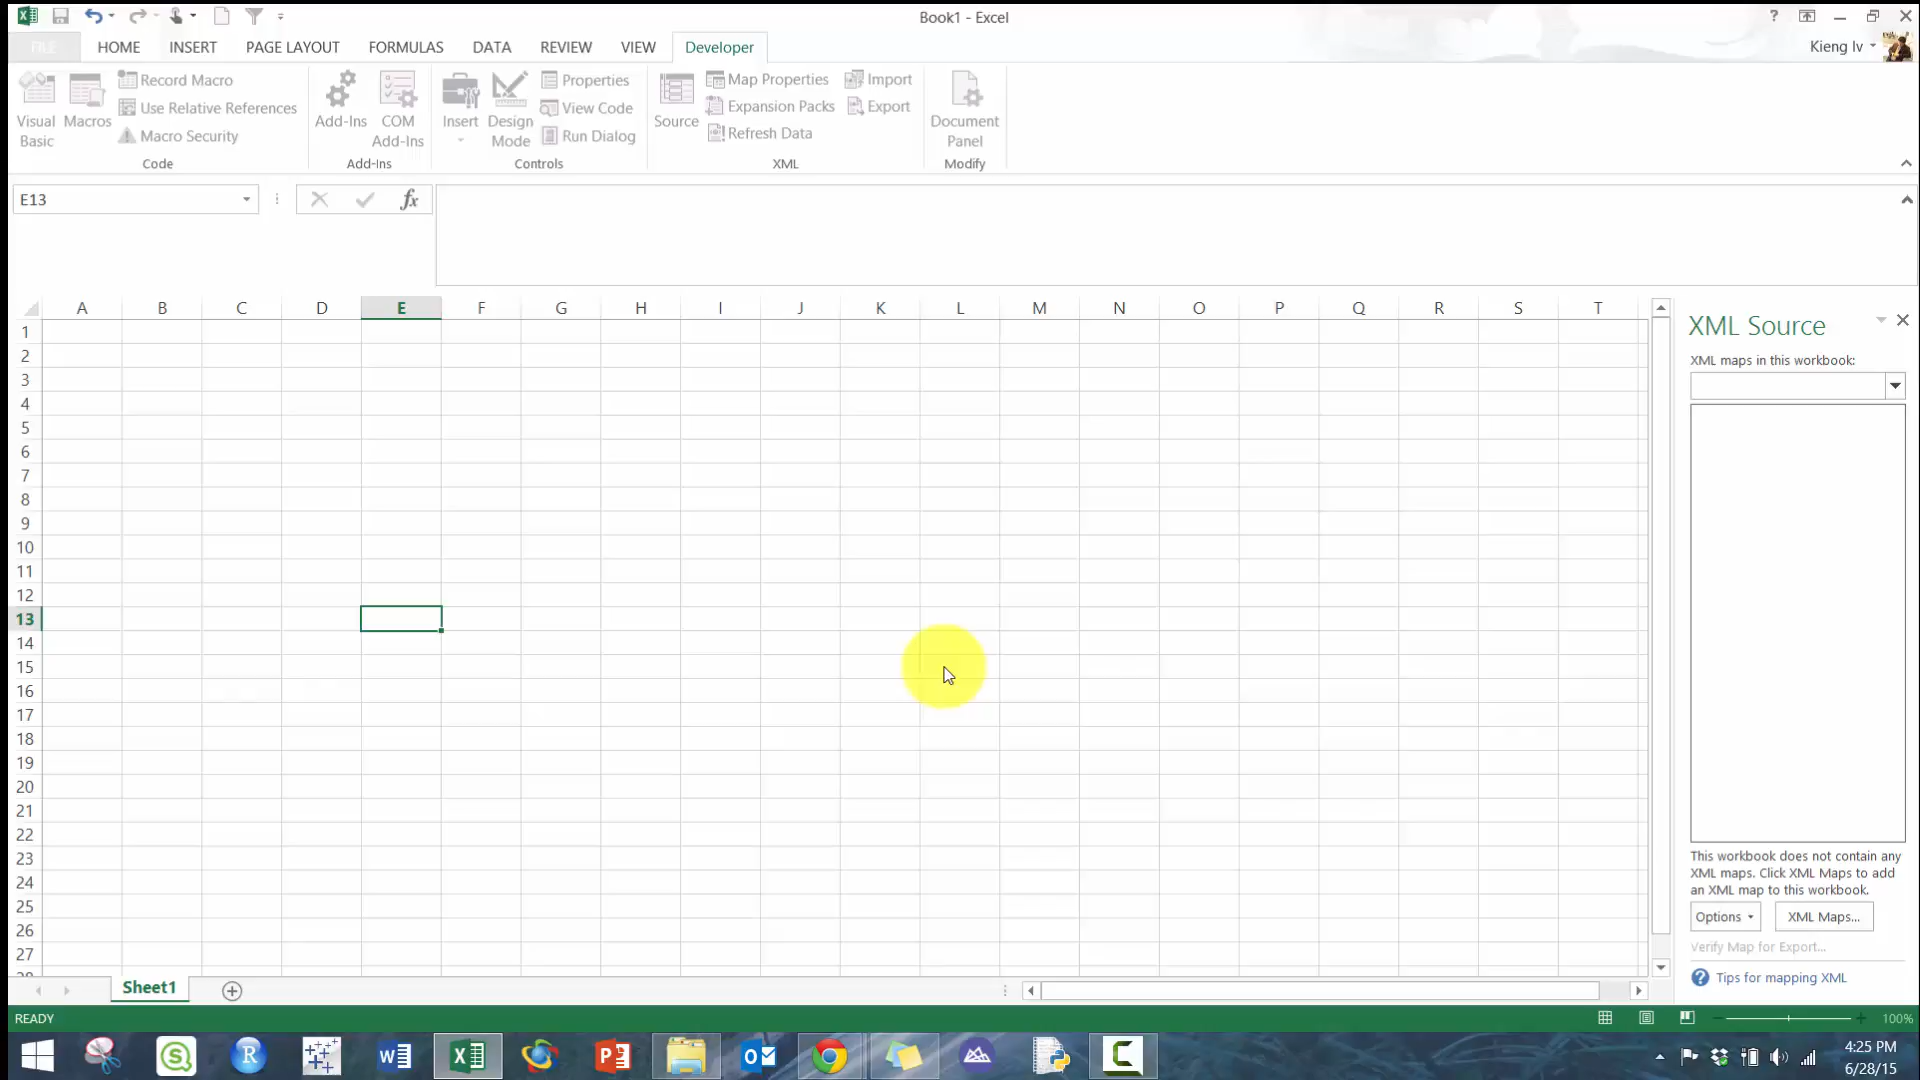 Book1 - Excel
?
FILE HOME INSERT PAGE LAYOUT FORMULAS DATA REVIEW VIEW Developer
Kieng Iv
Visual Basic
Macros
Record Macro
Use Relative References
Macro Security
Code
Add-Ins
COM Add-Ins
Add-Ins
Insert
Design Mode
Properties
View Code
Run Dialog
Controls
Source
Map Properties
Expansion Packs
Refresh Data
Import
Export
XML
Document Panel
Modify
E13
fx
A B C D E F G H I J K L M N O P Q R S T
1
2
3
4
5
6
7
8
9
10
11
12
13
14
15
16
17
18
19
20
21
22
23
24
25
26
27
28
XML Source
XML maps in this workbook:
This workbook does not contain any
XML maps. Click XML Maps to add
an XML map to this workbook.
Options
XML Maps...
Verify Map for Export...
Tips for mapping XML
Sheet1
READY
100%
4:25 PM
6/28/15